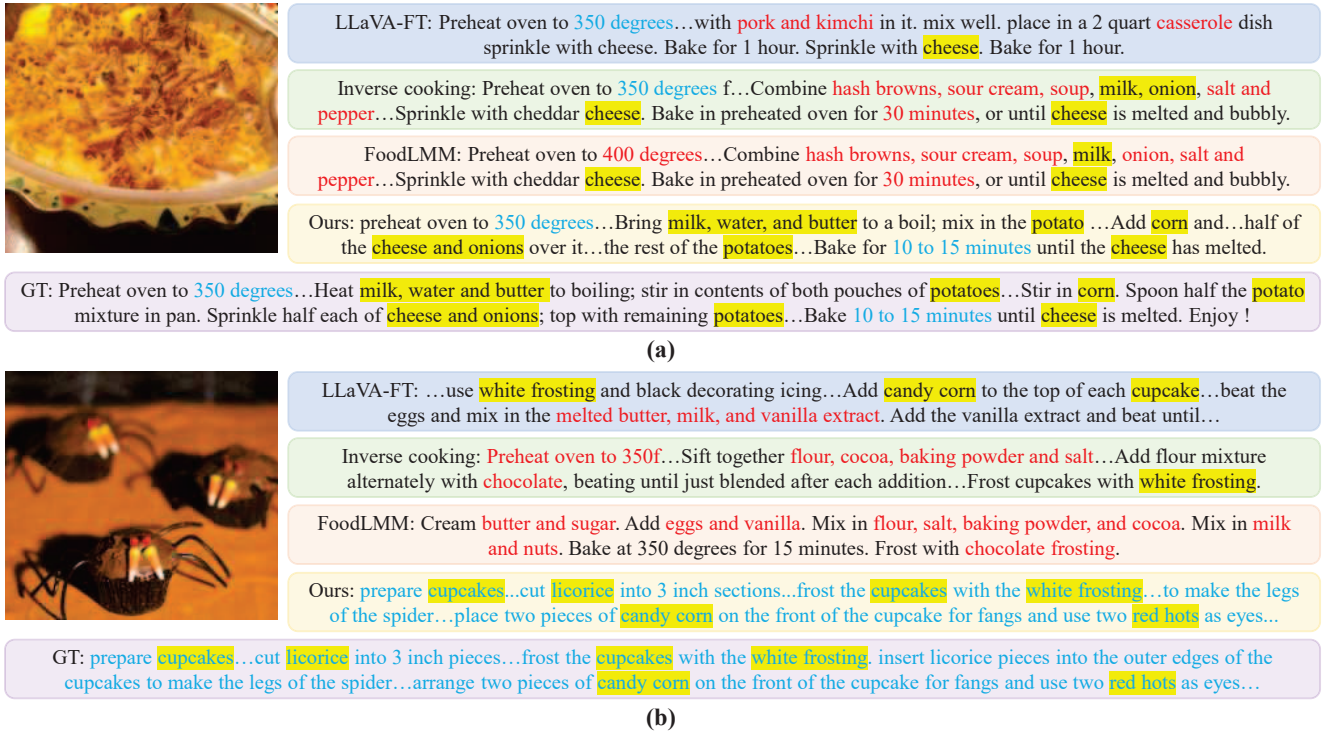 LLaVA-FT: Preheat oven to 350 degrees…with pork and kimchi in it. mix well. place in a 2 quart casserole dish
sprinkle with cheese. Bake for 1 hour. Sprinkle with cheese. Bake for 1 hour.
Inverse cooking: Preheat oven to 350 degrees f…Combine hash browns, sour cream, soup, milk, onion, salt and
pepper…Sprinkle with cheddar cheese. Bake in preheated oven for 30 minutes, or until cheese is melted and bubbly.
FoodLMM: Preheat oven to 400 degrees…Combine hash browns, sour cream, soup, milk, onion, salt and
pepper…Sprinkle with cheddar cheese. Bake in preheated oven for 30 minutes, or until cheese is melted and bubbly.
Ours: preheat oven to 350 degrees…Bring milk, water, and butter to a boil; mix in the potato …Add corn and…half of
the cheese and onions over it…the rest of the potatoes…Bake for 10 to 15 minutes until the cheese has melted.
GT: Preheat oven to 350 degrees…Heat milk, water and butter to boiling; stir in contents of both pouches of potatoes…Stir in corn. Spoon half the potato
mixture in pan. Sprinkle half each of cheese and onions; top with remaining potatoes…Bake 10 to 15 minutes until cheese is melted. Enjoy !
(a)
LLaVA-FT: …use white frosting and black decorating icing…Add candy corn to the top of each cupcake…beat the
eggs and mix in the melted butter, milk, and vanilla extract. Add the vanilla extract and beat until…
Inverse cooking: Preheat oven to 350f…Sift together flour, cocoa, baking powder and salt…Add flour mixture
alternately with chocolate, beating until just blended after each addition…Frost cupcakes with white frosting.
FoodLMM: Cream butter and sugar. Add eggs and vanilla. Mix in flour, salt, baking powder, and cocoa. Mix in milk
and nuts. Bake at 350 degrees for 15 minutes. Frost with chocolate frosting.
Ours: prepare cupcakes...cut licorice into 3 inch sections...frost the cupcakes with the white frosting…to make the legs
of the spider…place two pieces of candy corn on the front of the cupcake for fangs and use two red hots as eyes...
GT: prepare cupcakes…cut licorice into 3 inch pieces…frost the cupcakes with the white frosting. insert licorice pieces into the outer edges of the
cupcakes to make the legs of the spider…arrange two pieces of candy corn on the front of the cupcake for fangs and use two red hots as eyes…
(b)